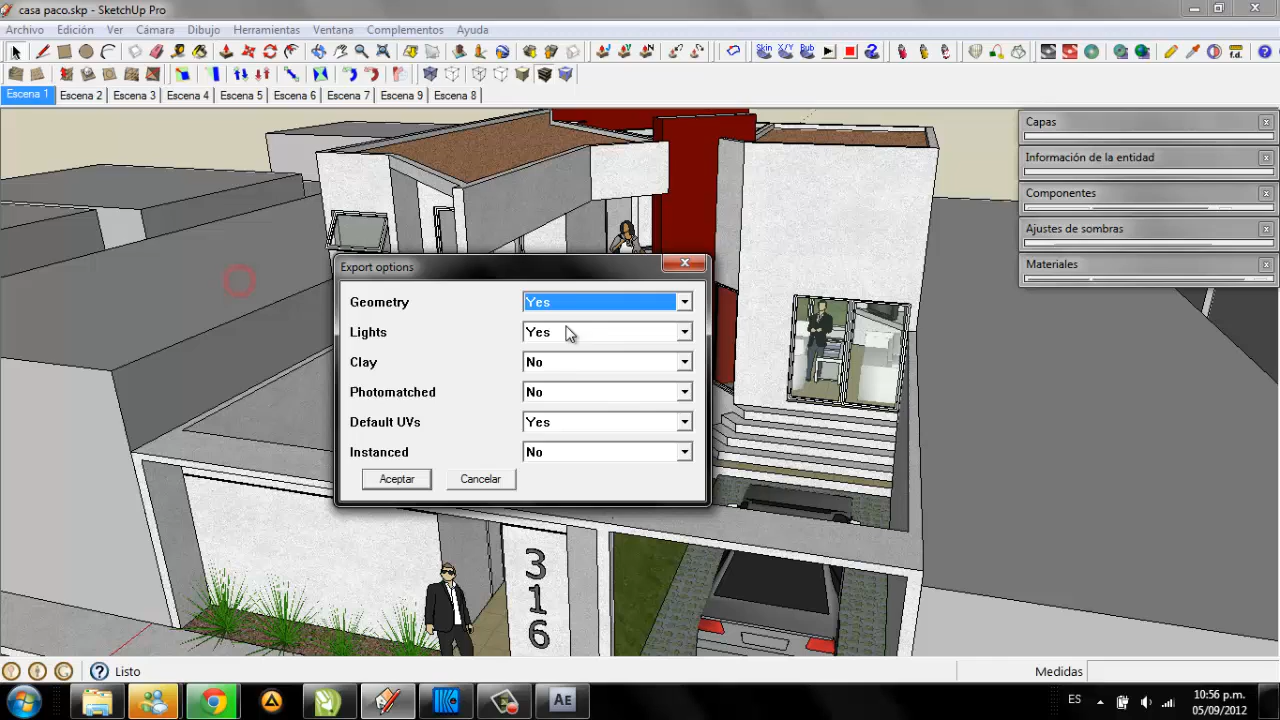 casa paco.skp - SketchUp Pro
Archivo Edición Ver Cámara Dibujo Herramientas Ventana Complementos Ayuda
Skin X/Y Bub
Escena 1 Escena 2 Escena 3 Escena 4 Escena 5 Escena 6 Escena 7 Escena 9 Escena 8
Capas
Información de la entidad
Componentes
Ajustes de sombras
Materiales
Export options
Geometry Yes
Lights Yes
Clay No
Photomatched No
Default UVs Yes
Instanced No
Aceptar Cancelar
3
1
6
Listo
Medidas
AE
ES
10:56 p.m.
05/09/2012